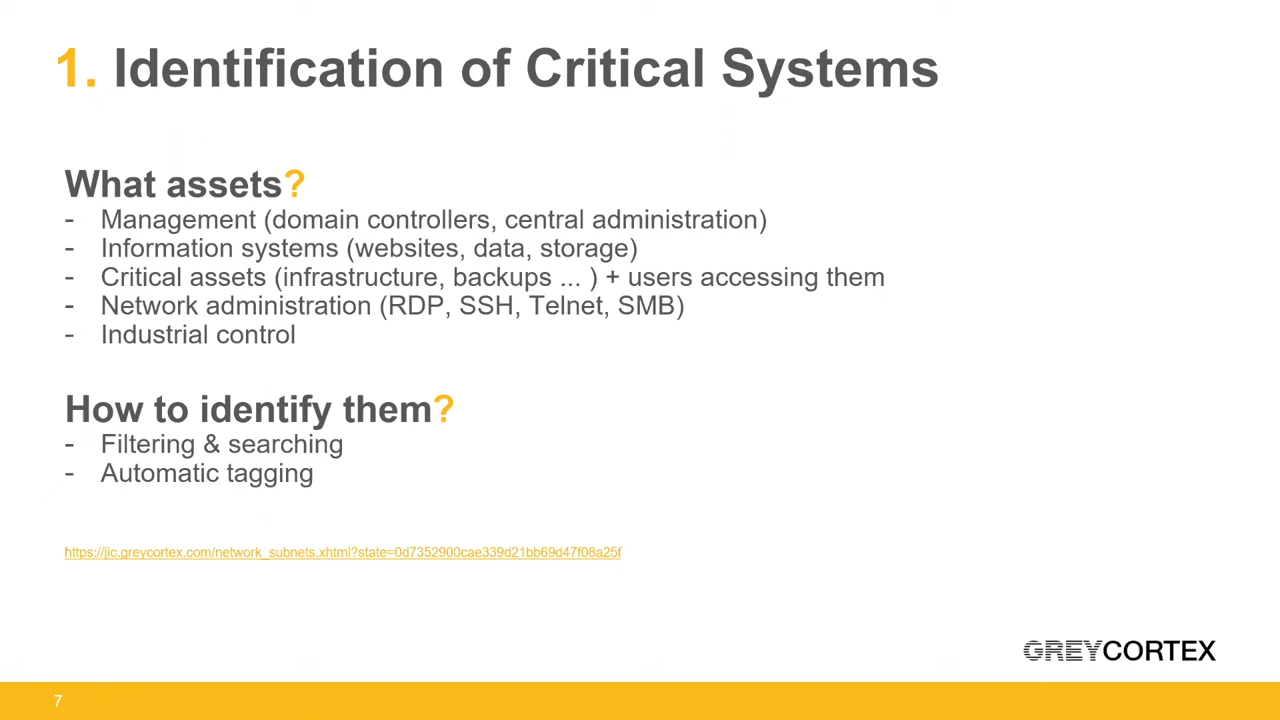 1. Identification of Critical Systems
What assets?
- Management (domain controllers, central administration)
- Information systems (websites, data, storage)
- Critical assets (infrastructure, backups ... ) + users accessing them
- Network administration (RDP, SSH, Telnet, SMB)
- Industrial control
How to identify them?
- Filtering & searching
- Automatic tagging
https://jic.greycortex.com/network_subnets.xhtml?state=0d7352900cae339d21bb69d47f08a25f
GREYCORTEX
7